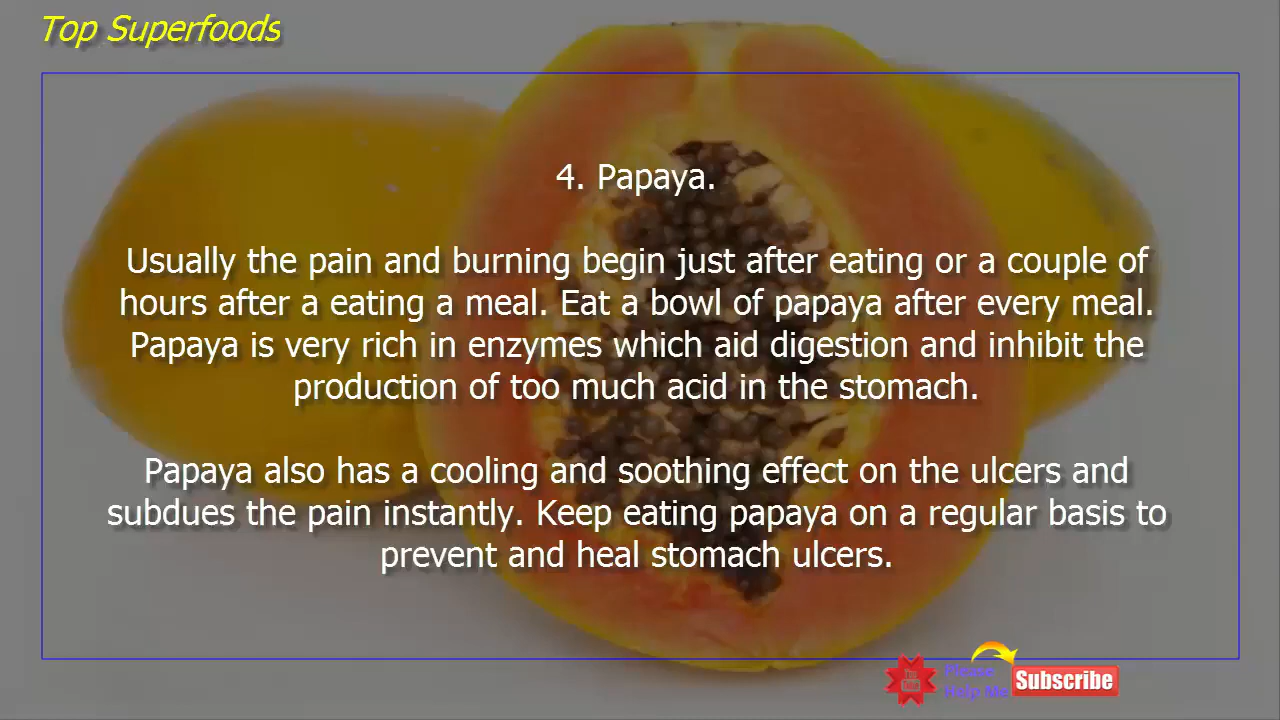 Top Superfoods
4. Papaya.
Usually the pain and burning begin just after eating or a couple of
hours after a eating a meal. Eat a bowl of papaya after every meal.
Papaya is very rich in enzymes which aid digestion and inhibit the
production of too much acid in the stomach.
Papaya also has a cooling and soothing effect on the ulcers and
subdues the pain instantly. Keep eating papaya on a regular basis to
prevent and heal stomach ulcers.
Please
Help Me
Subscribe